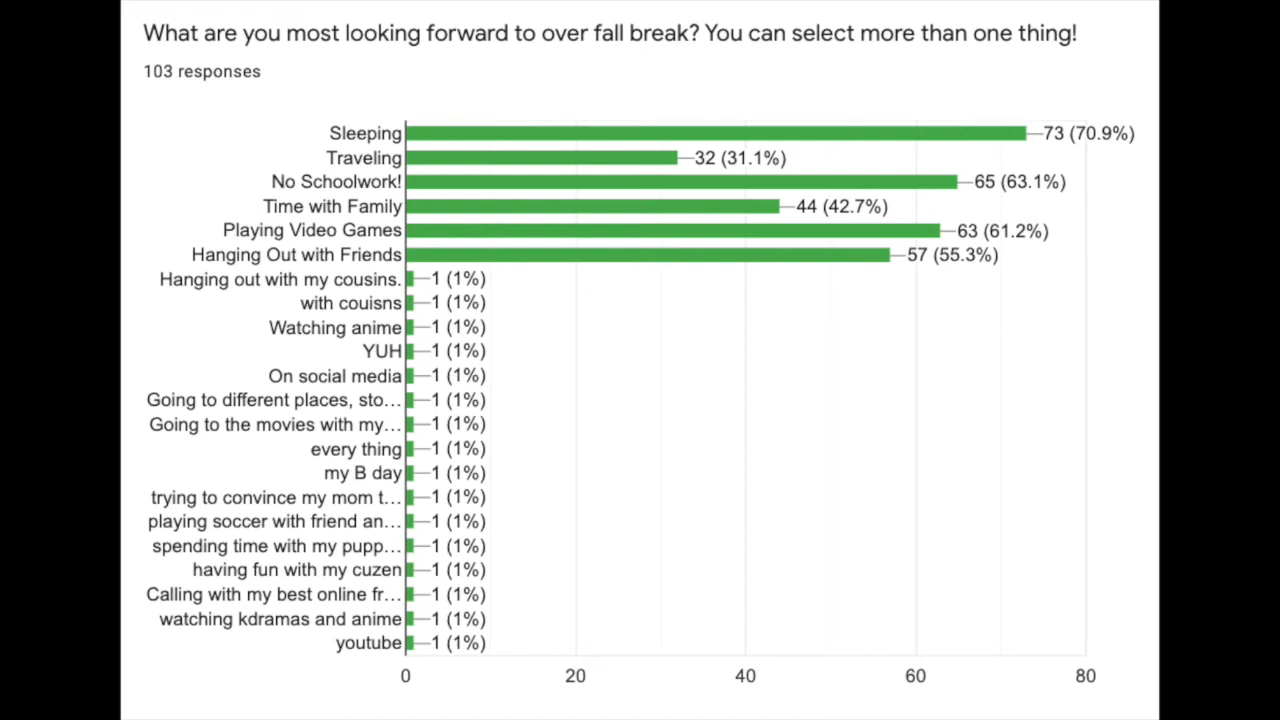 What are you most looking forward to over fall break? You can select more than one thing!
103 responses
Sleeping 73 (70.9%)
Traveling 32 (31.1%)
No Schoolwork! 65 (63.1%)
Time with Family 44 (42.7%)
Playing Video Games 63 (61.2%)
Hanging Out with Friends 57 (55.3%)
Hanging out with my cousins. 1 (1%)
with couisns 1 (1%)
Watching anime 1 (1%)
YUH 1 (1%)
On social media 1 (1%)
Going to different places, sto... 1 (1%)
Going to the movies with my... 1 (1%)
every thing 1 (1%)
my B day 1 (1%)
trying to convince my mom t... 1 (1%)
playing soccer with friend an... 1 (1%)
spending time with my pupp... 1 (1%)
having fun with my cuzen 1 (1%)
Calling with my best online fr... 1 (1%)
watching kdramas and anime 1 (1%)
youtube 1 (1%)
0 20 40 60 80